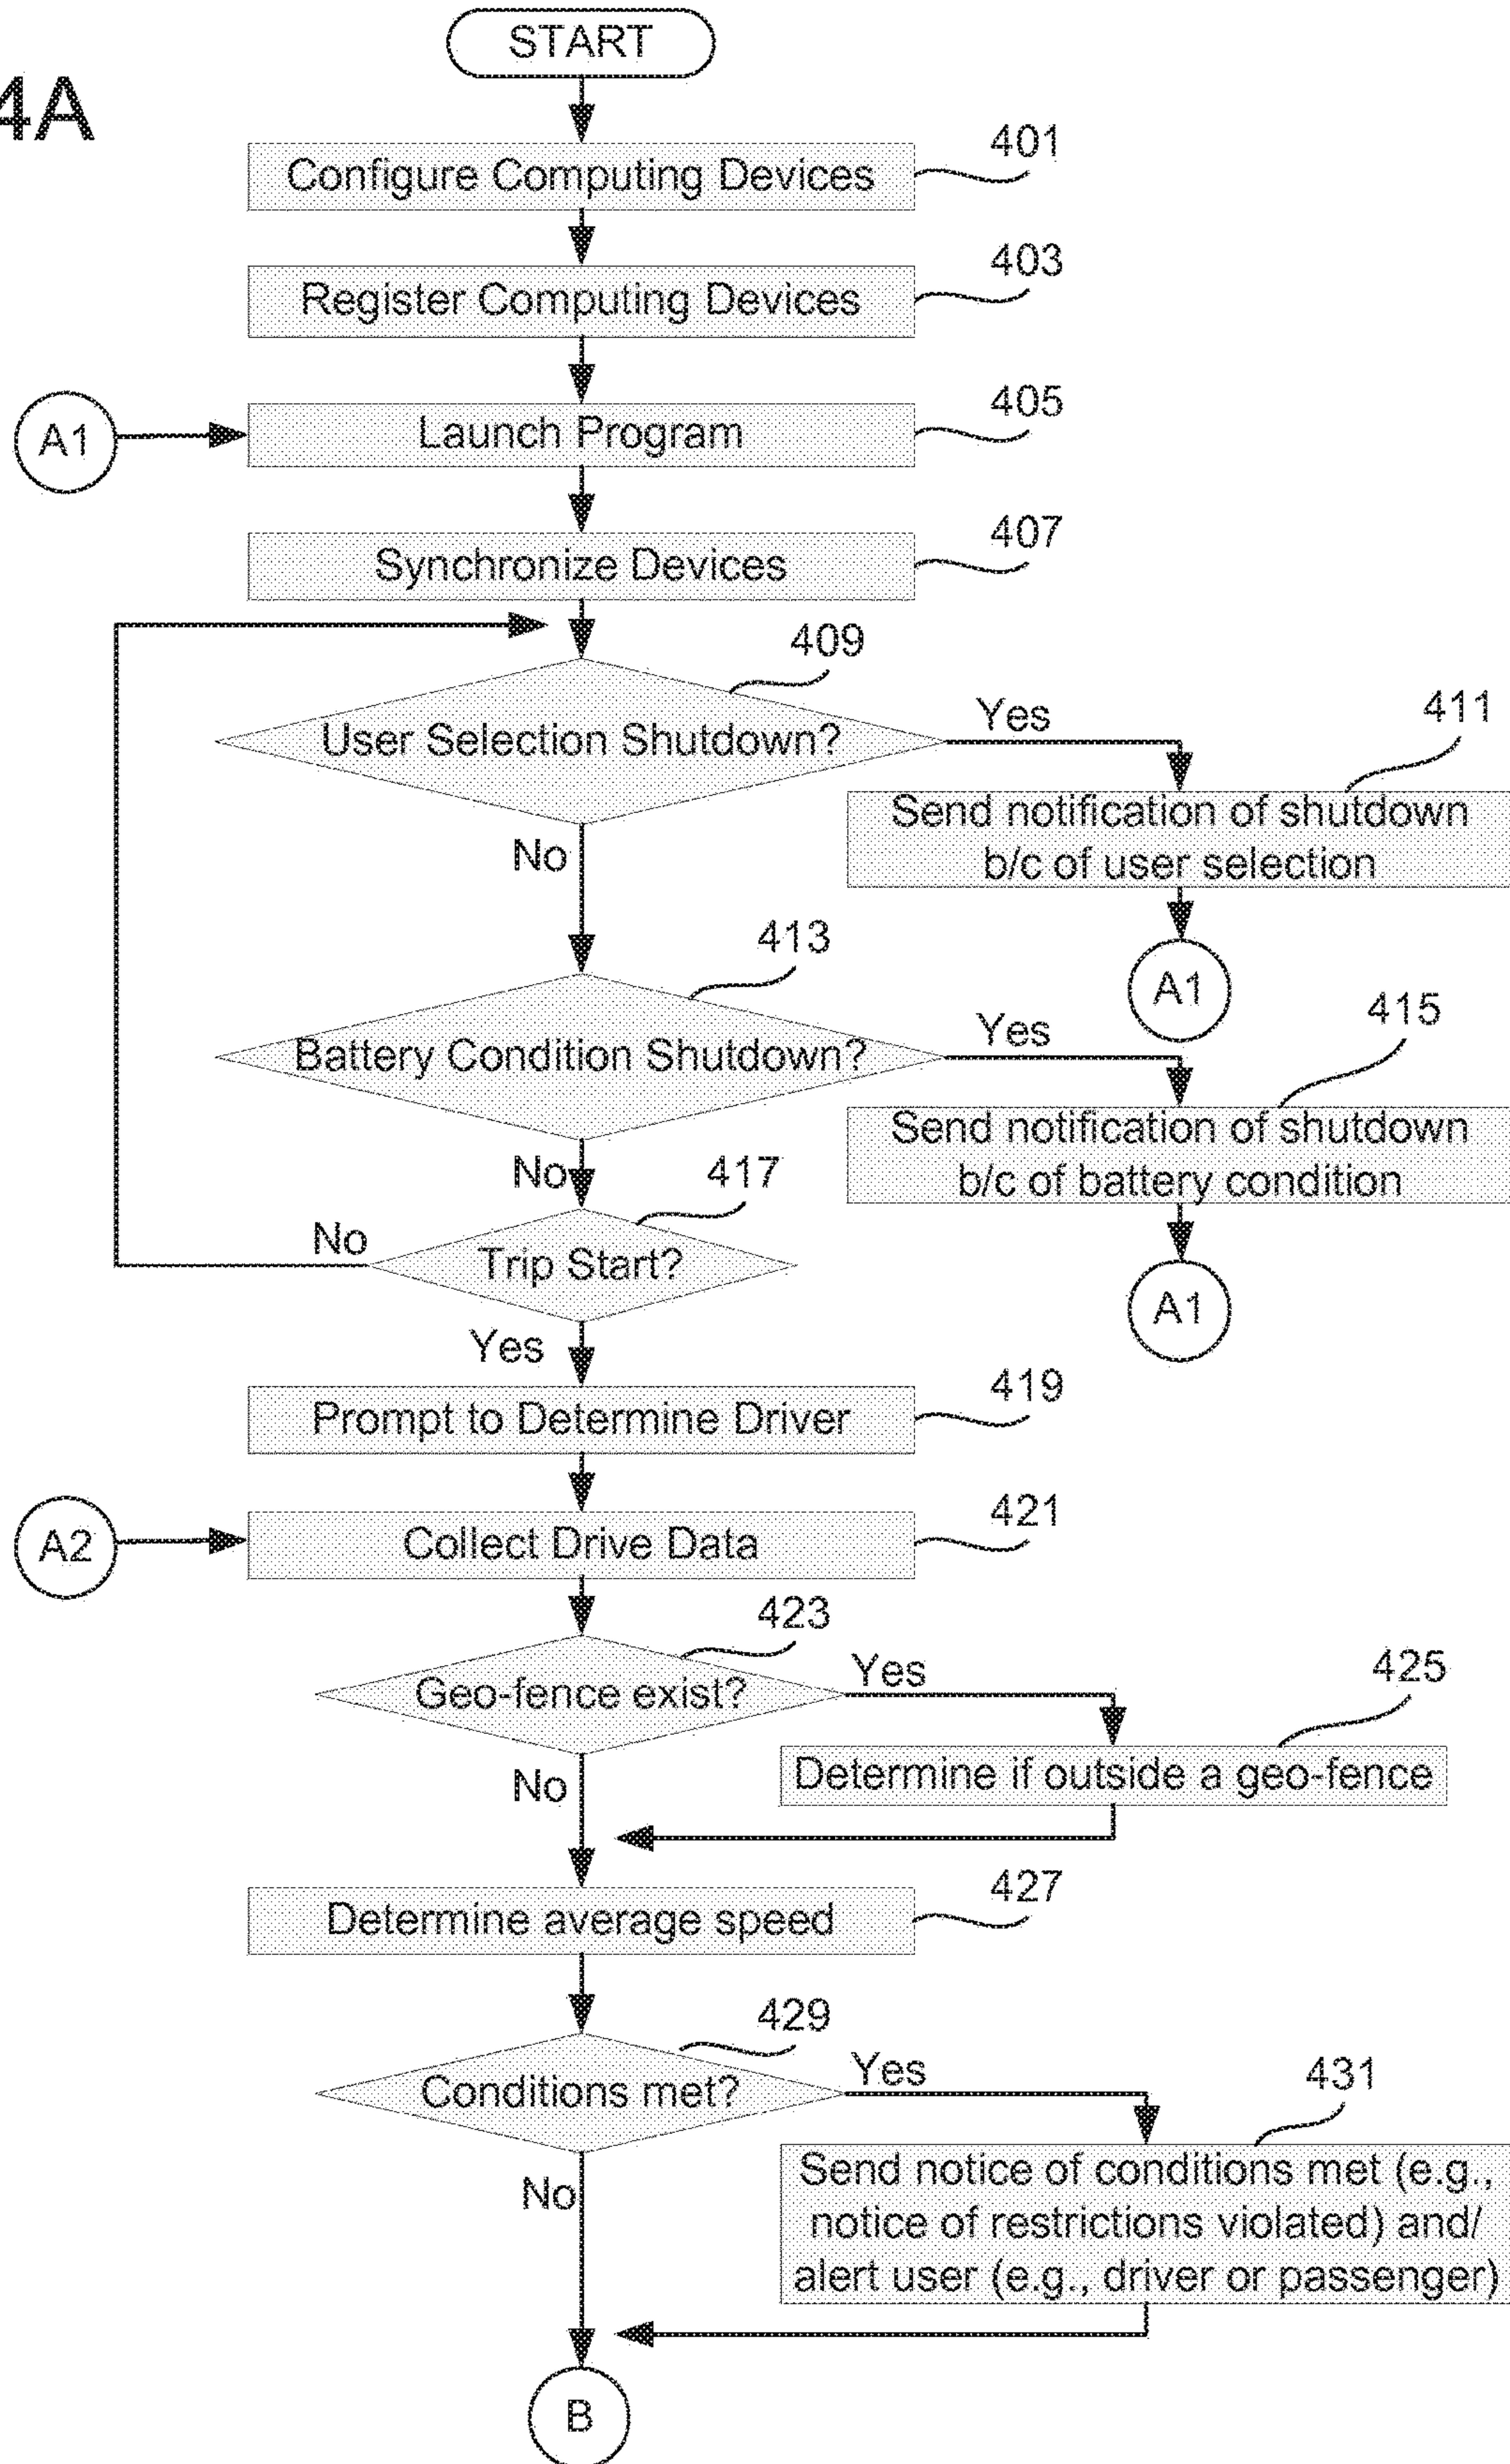 START
4A
401
Configure Computing Devices
403
Register Computing Devices
405
A1
Launch Program
407
Synchronize Devices
409
User Selection Shutdown?
Yes
411
Send notification of shutdown
b/c of user selection
No
A1
413
Battery Condition Shutdown?
Yes
415
Send notification of shutdown
b/c of battery condition
No
A1
417
Trip Start?
No
Yes
419
Prompt to Determine Driver
421
A2
Collect Drive Data
423
Geo-fence exist?
Yes
425
Determine if outside a geo-fence
No
427
Determine average speed
429
Conditions met?
Yes
431
Send notice of conditions met (e.g.,
notice of restrictions violated) and/
alert user (e.g., driver or passenger)
No
B